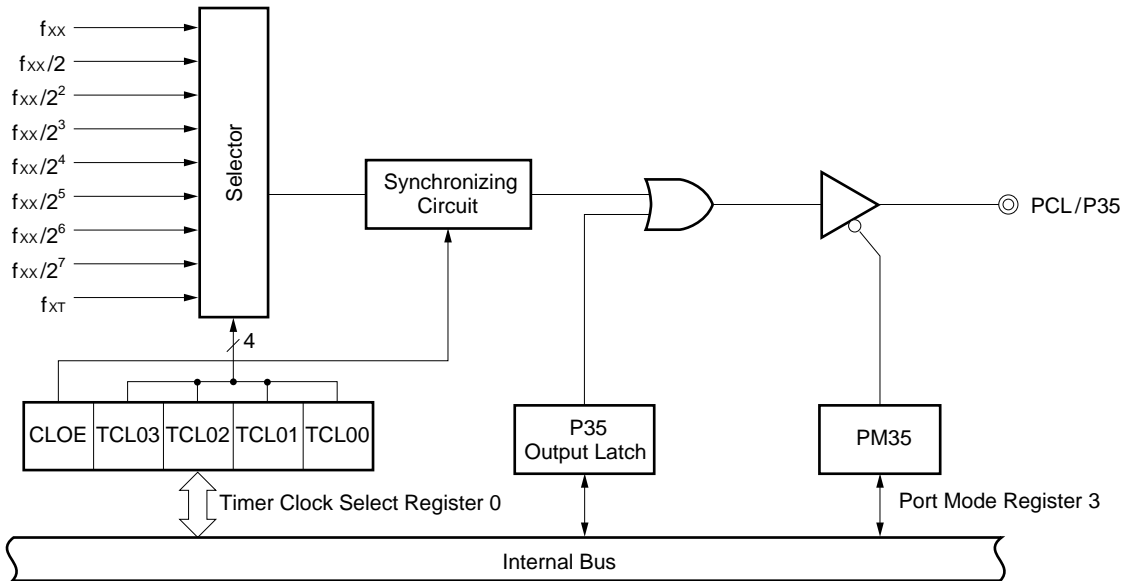 fXX
fXX/2
fXX/2²
fXX/2³
fXX/2⁴
fXX/2⁵
fXX/2⁶
fXX/2⁷
fXT
Selector
Synchronizing
Circuit
PCL/P35
4
CLOE TCL03 TCL02 TCL01 TCL00
P35
Output Latch
PM35
Timer Clock Select Register 0
Port Mode Register 3
Internal Bus